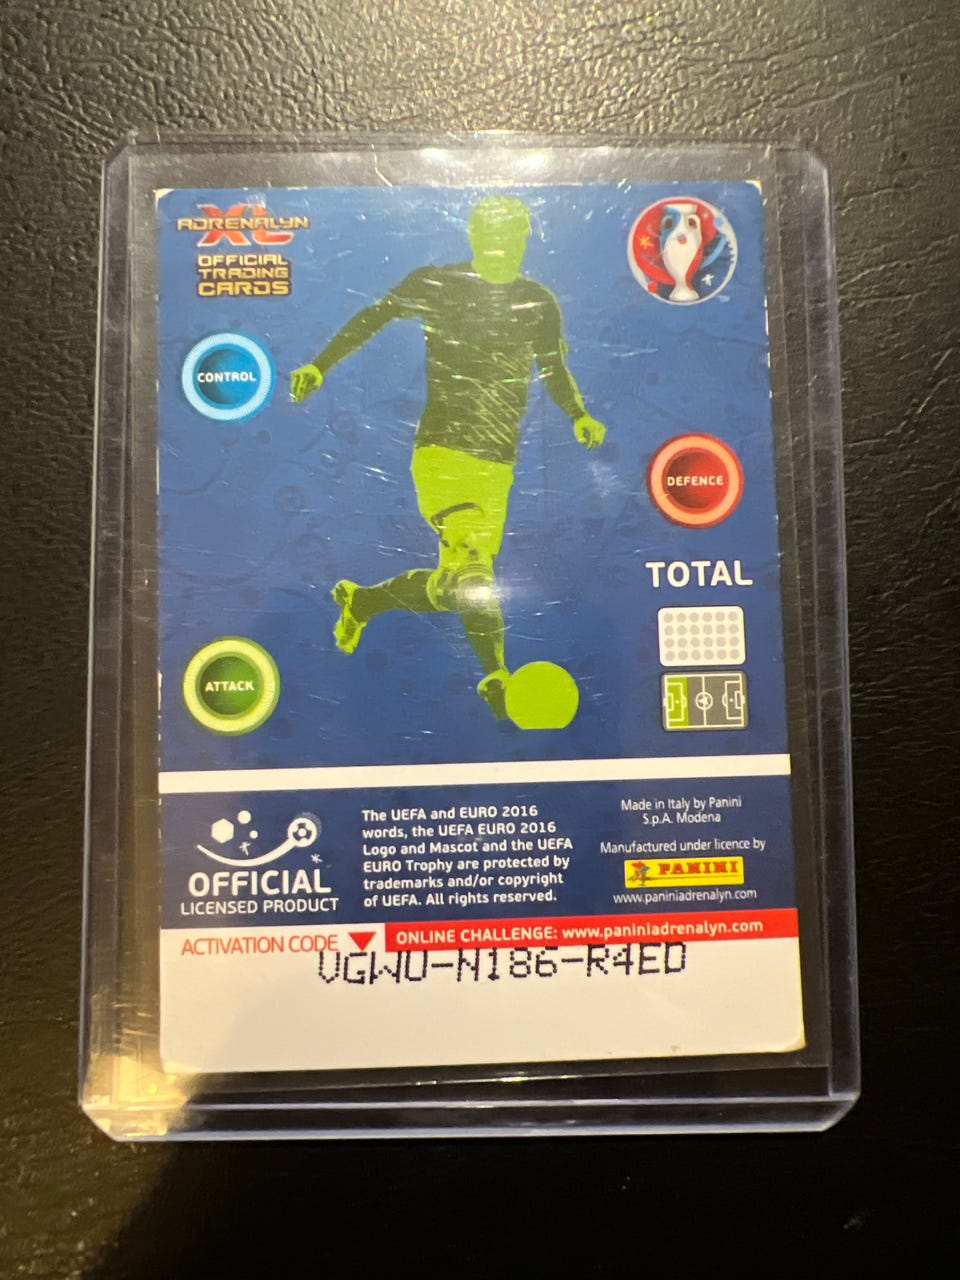 ADRENALYN
XL
OFFICIAL
TRADING
CARDS
CONTROL
DEFENCE
TOTAL
ATTACK
OFFICIAL
LICENSED PRODUCT
The UEFA and EURO 2016
words, the UEFA EURO 2016
Logo and Mascot and the UEFA
EURO Trophy are protected by
trademarks and/or copyright
of UEFA. All rights reserved.
Made in Italy by Panini
S.p.A. Modena
Manufactured under licence by
PANINI
www.paniniadrenalyn.com
ACTIVATION CODE
ONLINE CHALLENGE: www.paniniadrenalyn.com
VGWU-N186-R4ED